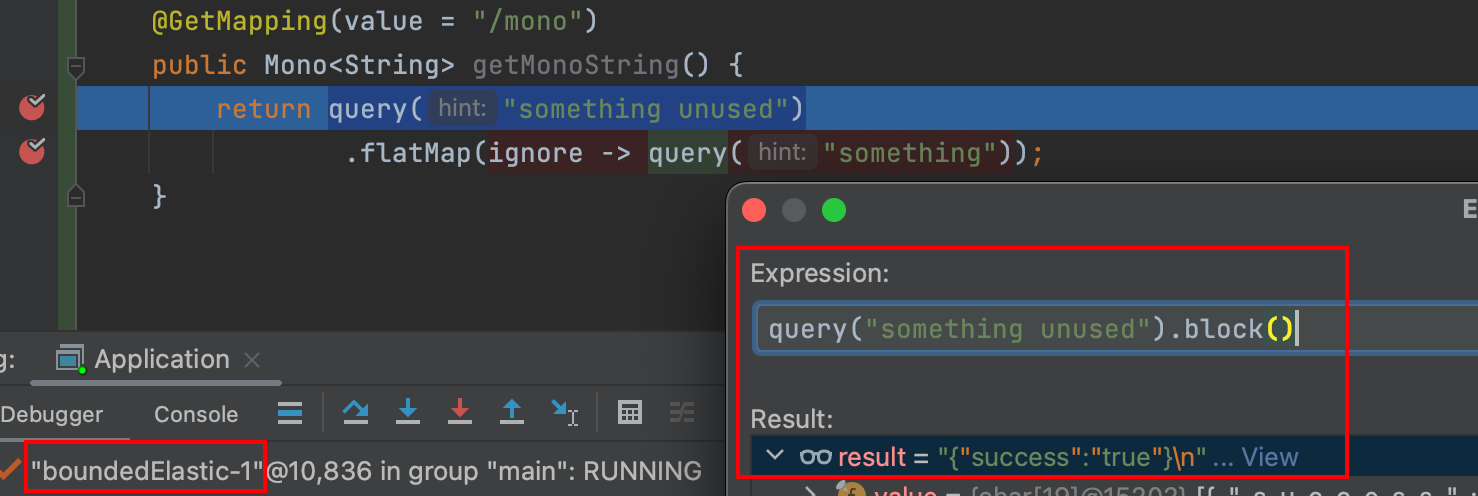 @GetMapping(value = "/mono")
public Mono<String> getMonoString() {
return query( hint: "something unused")
.flatMap(ignore -> query( hint: "something"));
}
Expression:
query("something unused").block()
Result:
result = "{"success":"true"}\n" ... View
g: Application
Debugger Console
"boundedElastic-1"@10,836 in group "main": RUNNING